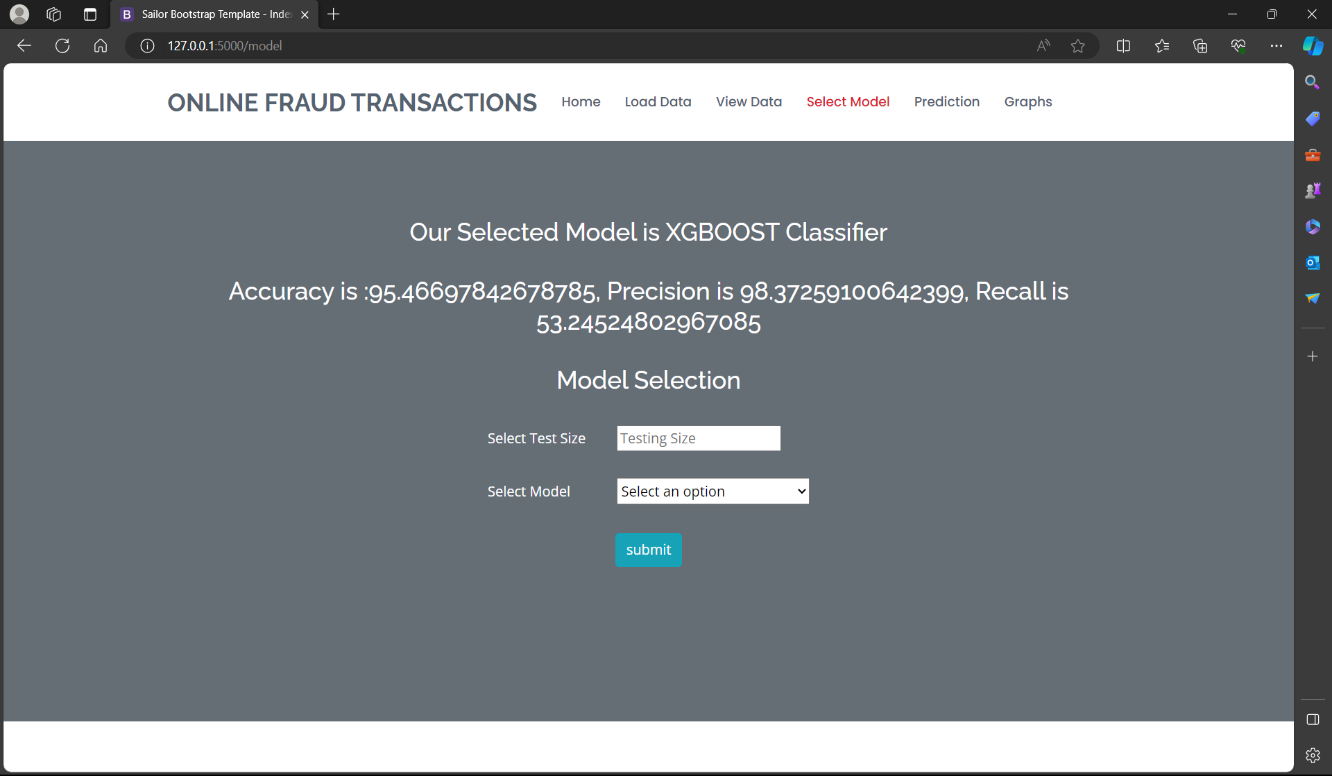 Sailor Bootstrap Template - Inde
127.0.0.1:5000/model
ONLINE FRAUD TRANSACTIONS
Home
Load Data
View Data
Select Model
Prediction
Graphs
Our Selected Model is XGBOOST Classifier
Accuracy is :95.46697842678785, Precision is 98.37259100642399, Recall is
53.24524802967085
Model Selection
Select Test Size
Testing Size
Select Model
Select an option
submit